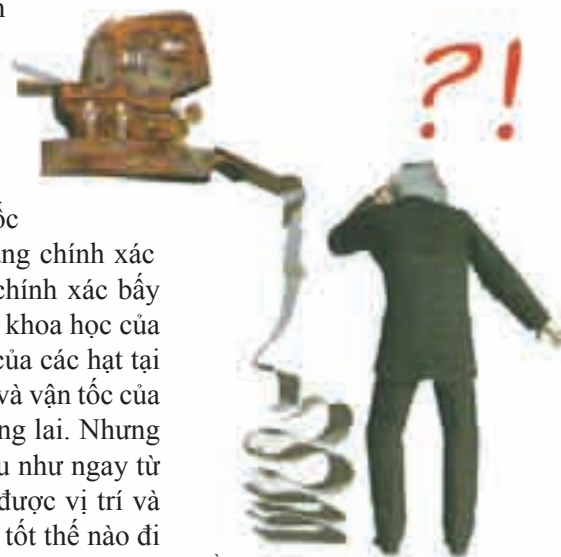 ?!
ốc
ng chính xác
chính xác bấy
khoa học của
của các hạt tại
và vận tốc của
ng lai. Nhưng
u như ngay từ
được vị trí và
tốt thế nào đi